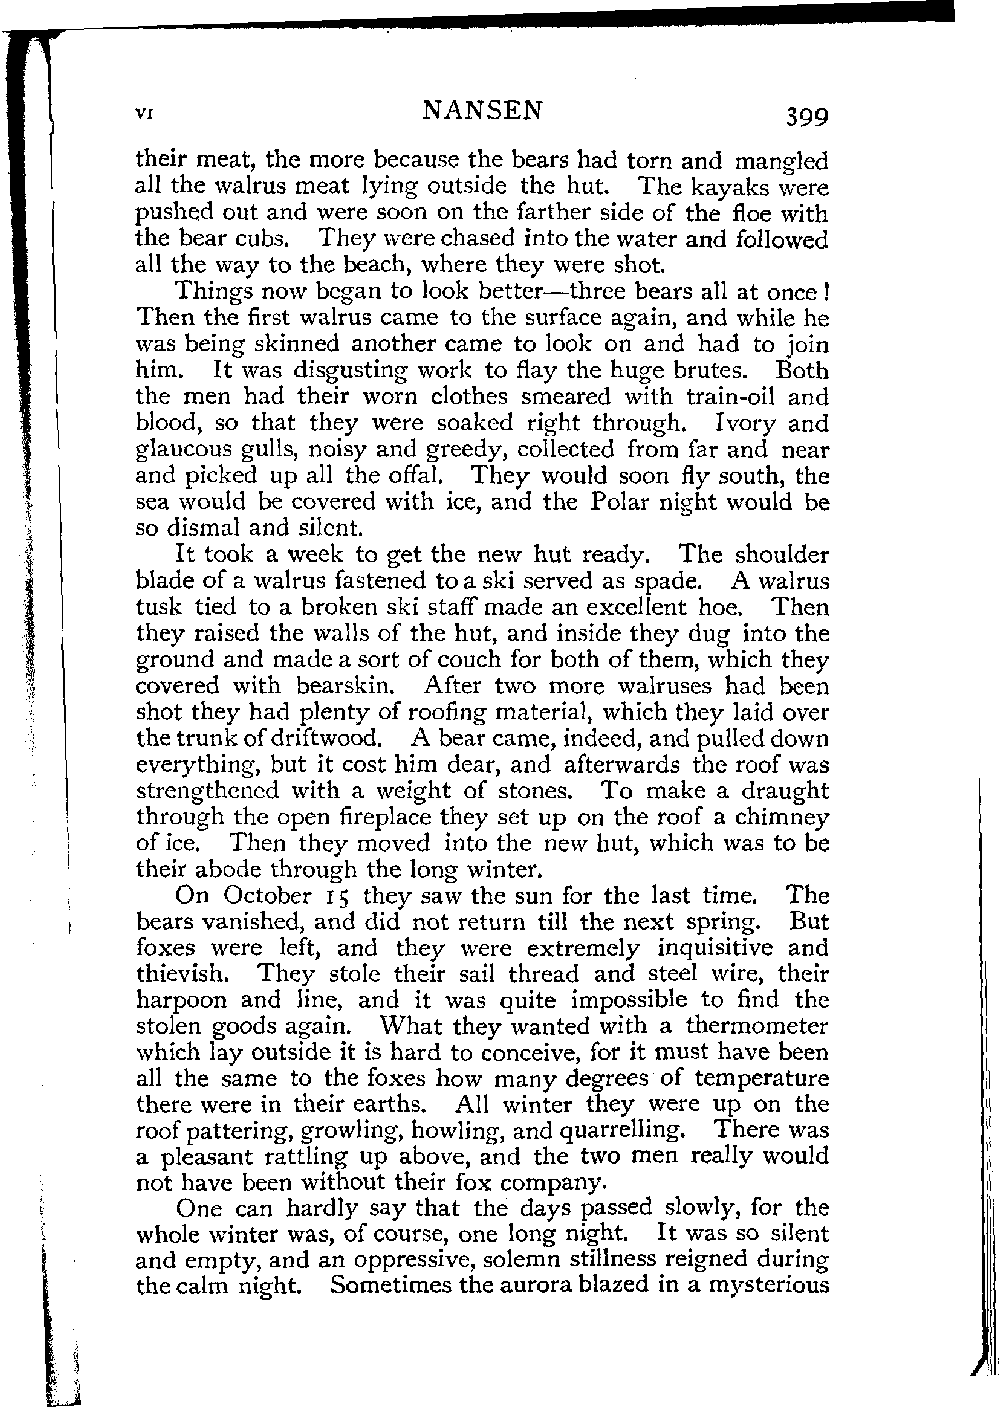 VI NANSEN 399
their meat, the more because the bears had torn and mangled
all the walrus meat lying outside the hut. The kayaks were
pushed out and were soon on the farther side of the floe with
the bear cubs. They were chased into the water and followed
all the way to the beach, where they were shot.
Things now began to look better—three bears all at once!
Then the first walrus came to the surface again, and while he
was being skinned another came to look on and had to join
him. It was disgusting work to flay the huge brutes. Both
the men had their worn clothes smeared with train-oil and
blood, so that they were soaked right through. Ivory and
glaucous gulls, noisy and greedy, collected from far and near
and picked up all the offal. They would soon fly south, the
sea would be covered with ice, and the Polar night would be
so dismal and silent.
It took a week to get the new hut ready. The shoulder
blade of a walrus fastened to a ski served as spade. A walrus
tusk tied to a broken ski staff made an excellent hoe. Then
they raised the walls of the hut, and inside they dug into the
ground and made a sort of couch for both of them, which they
covered with bearskin. After two more walruses had been
shot they had plenty of roofing material, which they laid over
the trunk of driftwood. A bear came, indeed, and pulled down
everything, but it cost him dear, and afterwards the roof was
strengthened with a weight of stones. To make a draught
through the open fireplace they set up on the roof a chimney
of ice. Then they moved into the new hut, which was to be
their abode through the long winter.
On October 15 they saw the sun for the last time. The
bears vanished, and did not return till the next spring. But
foxes were left, and they were extremely inquisitive and
thievish. They stole their sail thread and steel wire, their
harpoon and line, and it was quite impossible to find the
stolen goods again. What they wanted with a thermometer
which lay outside it is hard to conceive, for it must have been
all the same to the foxes how many degrees of temperature
there were in their earths. All winter they were up on the
roof pattering, growling, howling, and quarrelling. There was
a pleasant rattling up above, and the two men really would
not have been without their fox company.
One can hardly say that the days passed slowly, for the
whole winter was, of course, one long night. It was so silent
and empty, and an oppressive, solemn stillness reigned during
the calm night. Sometimes the aurora blazed in a mysterious